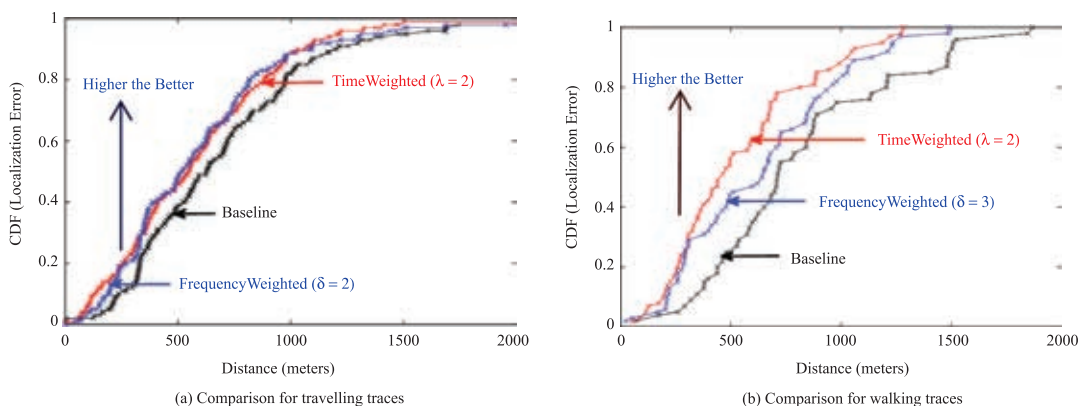 1
0.8
0.6
0.4
0.2
0
CDF (Localization Error)
Higher the Better
TimeWeighted (λ = 2)
Baseline
FrequencyWeighted (δ = 2)
0 500 1000 1500 2000
Distance (meters)
(a) Comparison for travelling traces
1
0.8
0.6
0.4
0.2
0
CDF (Localization Error)
Higher the Better
TimeWeighted (λ = 2)
FrequencyWeighted (δ = 3)
Baseline
0 500 1000 1500 2000
Distance (meters)
(b) Comparison for walking traces